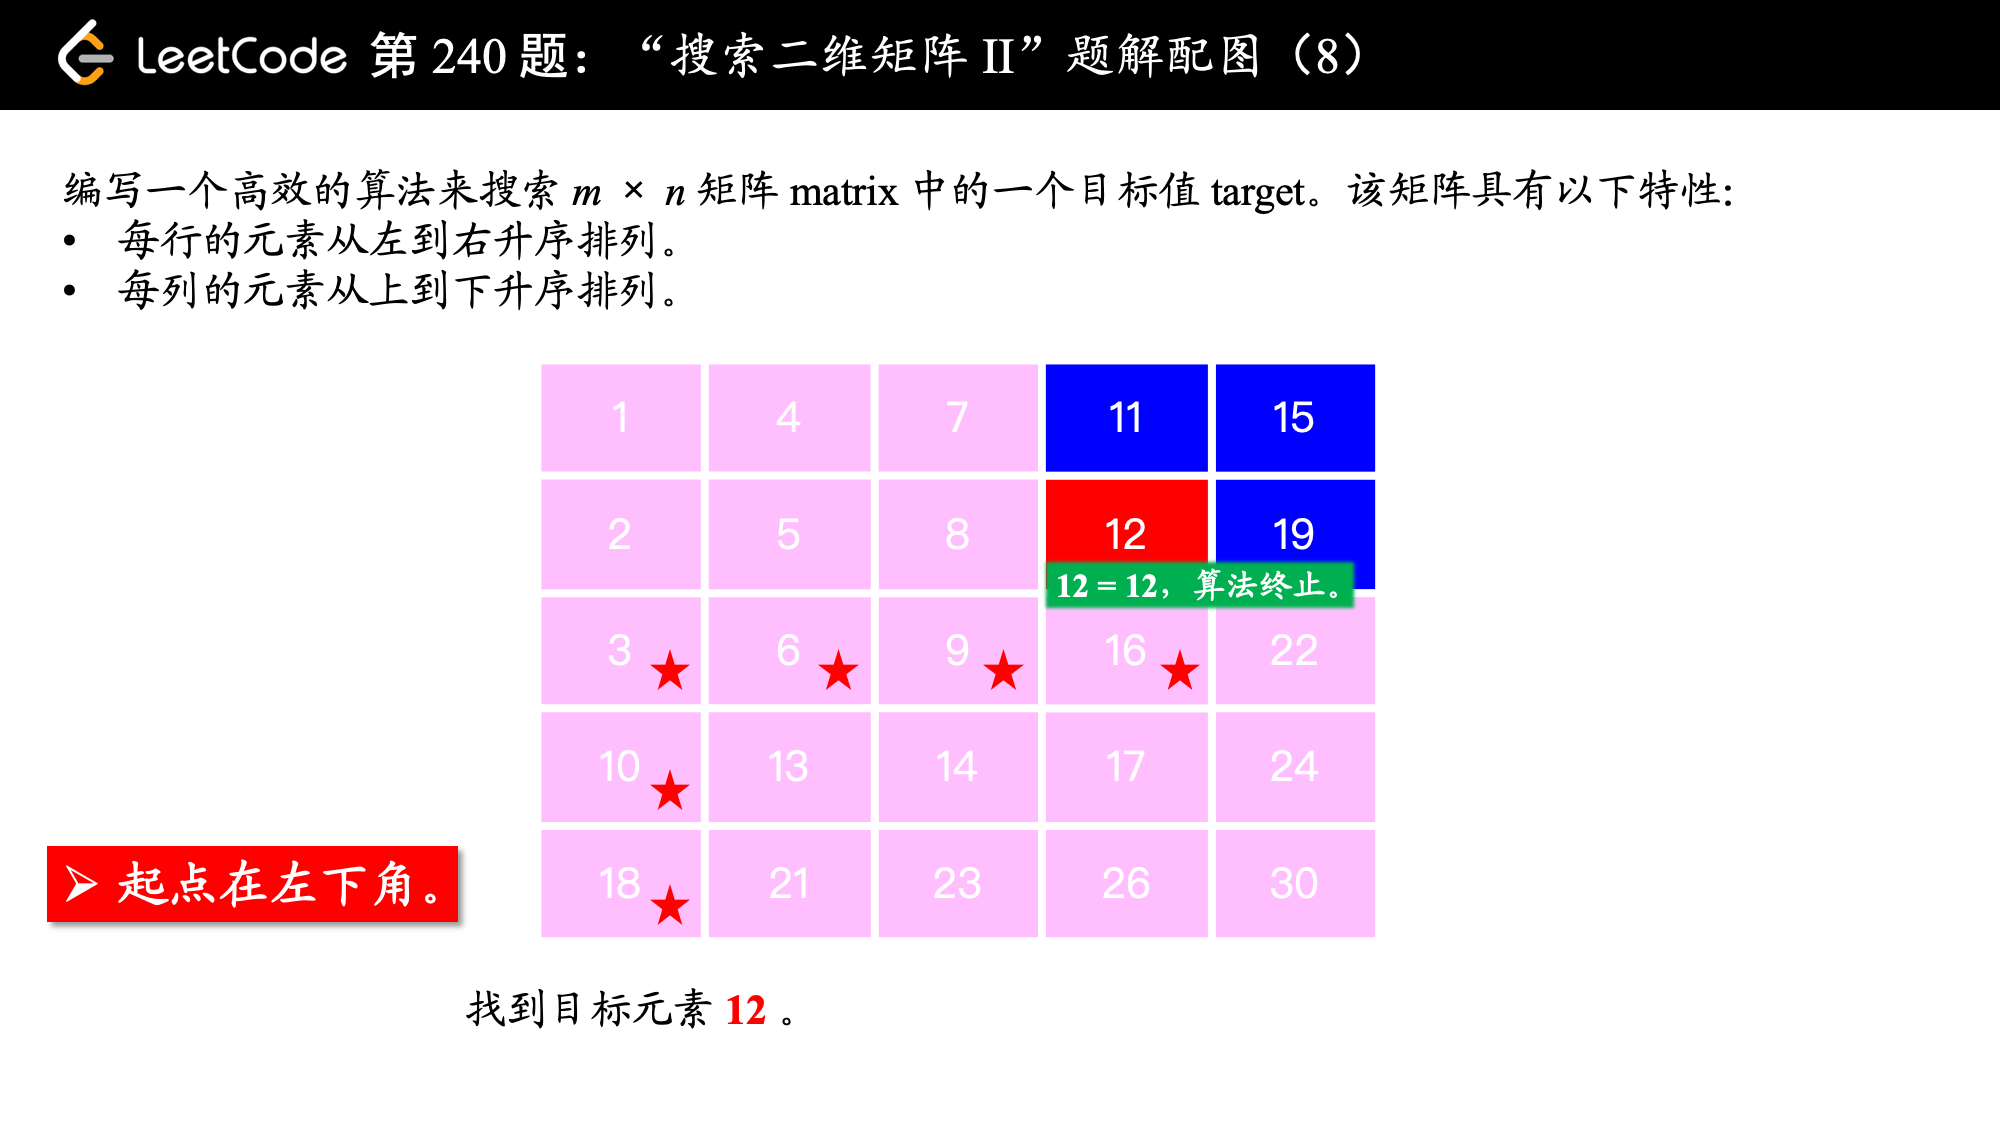 LeetCode 第 240 题：“搜索二维矩阵 II”题解配图（8）
编写一个高效的算法来搜索 m × n 矩阵 matrix 中的一个目标值 target。该矩阵具有以下特性:
• 每行的元素从左到右升序排列。
• 每列的元素从上到下升序排列。
1 4 7 11 15
2 5 8 12 19
12 = 12，算法终止。
3 6 9 16 22
10 13 14 17 24
18 21 23 26 30
➢ 起点在左下角。
找到目标元素 12 。